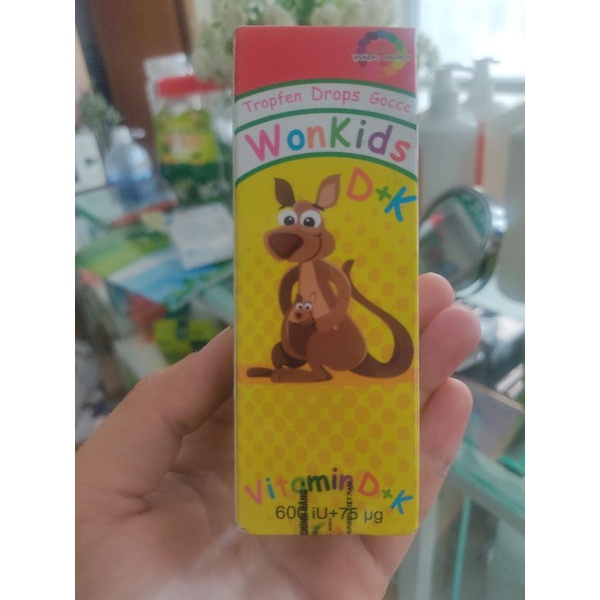 Tropfen Drops Gocce
WonKids
D+K
Vitamin D+K
600 iU+75 µg